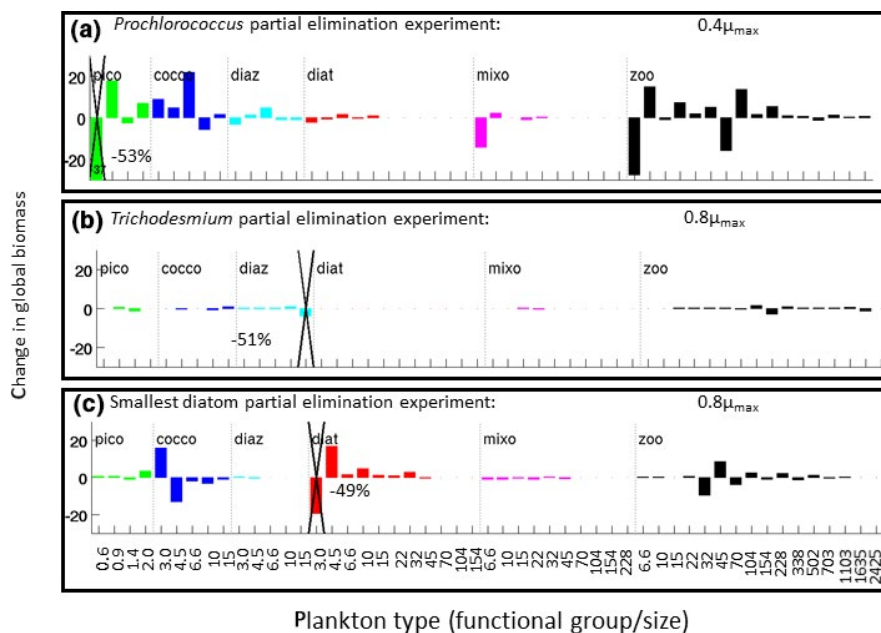 (a) Prochlorococcus partial elimination experiment: 0.4μmax
pico cocco diaz diat mixo zoo
20
0
-20
37
-53%
(b) Trichodesmium partial elimination experiment: 0.8μmax
pico cocco diaz diat mixo zoo
20
0
-20
-51%
(c) Smallest diatom partial elimination experiment: 0.8μmax
pico cocco diaz diat mixo zoo
20
0
-20
-49%
Change in global biomass
0.6 0.9 1.4 2.0 3.0 4.5 6.6 10 15 3.0 4.5 6.6 10 15 3.0 4.5 6.6 10 15 22 32 45 70 104 154 6.6 10 15 22 32 45 70 104 154 228 6.6 10 15 22 32 45 70 104 154 228 338 502 703 1103 1635 2425
Plankton type (functional group/size)